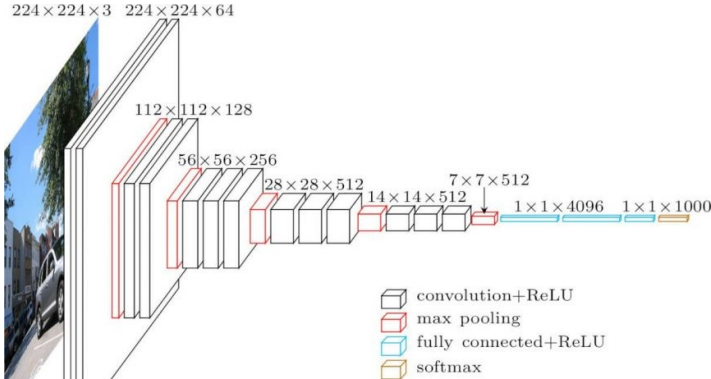 224×224×3
224×224×64
112×112×128
56×56×256
28×28×512
14×14×512
7×7×512
1×1×4096
1×1×1000
convolution+ReLU
max pooling
fully connected+ReLU
softmax